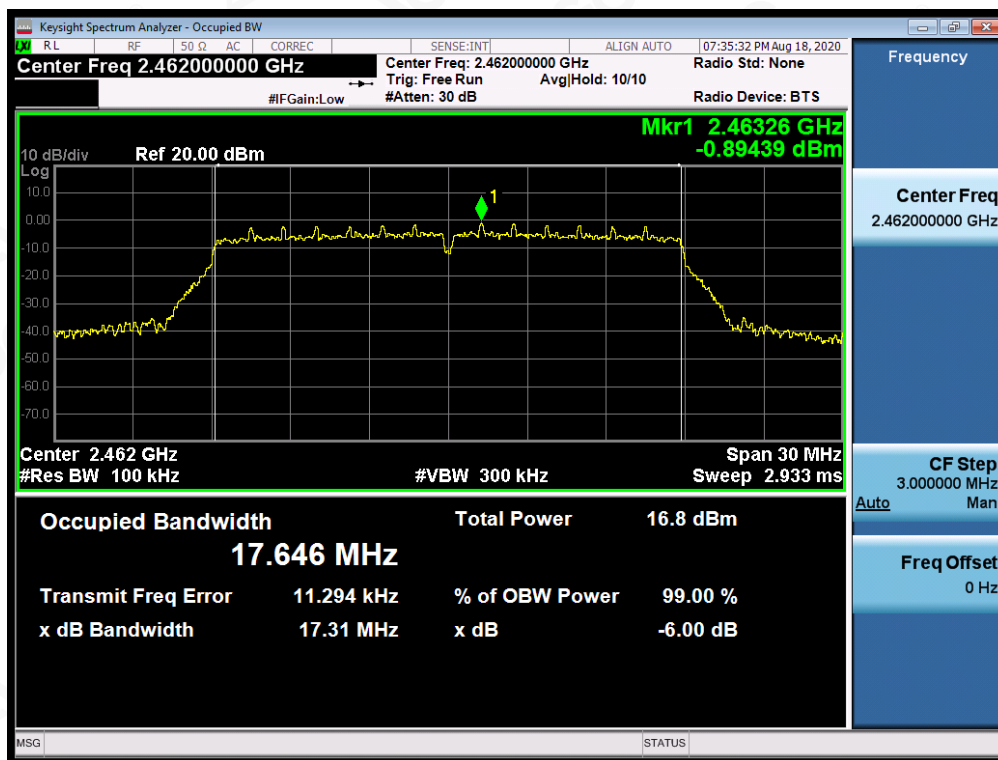 Keysight Spectrum Analyzer - Occupied BW
LXI RL RF 50 Ω AC CORREC SENSE:INT ALIGN AUTO 07:35:32 PM Aug 18, 2020
Center Freq 2.462000000 GHz
Center Freq: 2.462000000 GHz
Radio Std: None
Trig: Free Run
Avg|Hold: 10/10
#IFGain:Low
#Atten: 30 dB
Radio Device: BTS
Mkr1 2.46326 GHz
-0.89439 dBm
10 dB/div
Ref 20.00 dBm
Log
10.0
0.00
-10.0
-20.0
-30.0
-40.0
-50.0
-60.0
-70.0
1
Center 2.462 GHz
Span 30 MHz
#Res BW 100 kHz
#VBW 300 kHz
Sweep 2.933 ms
Occupied Bandwidth
Total Power 16.8 dBm
17.646 MHz
Transmit Freq Error 11.294 kHz
% of OBW Power 99.00 %
x dB Bandwidth 17.31 MHz
x dB -6.00 dB
MSG
STATUS
Frequency
Center Freq
2.462000000 GHz
CF Step
3.000000 MHz
Auto Man
Freq Offset
0 Hz